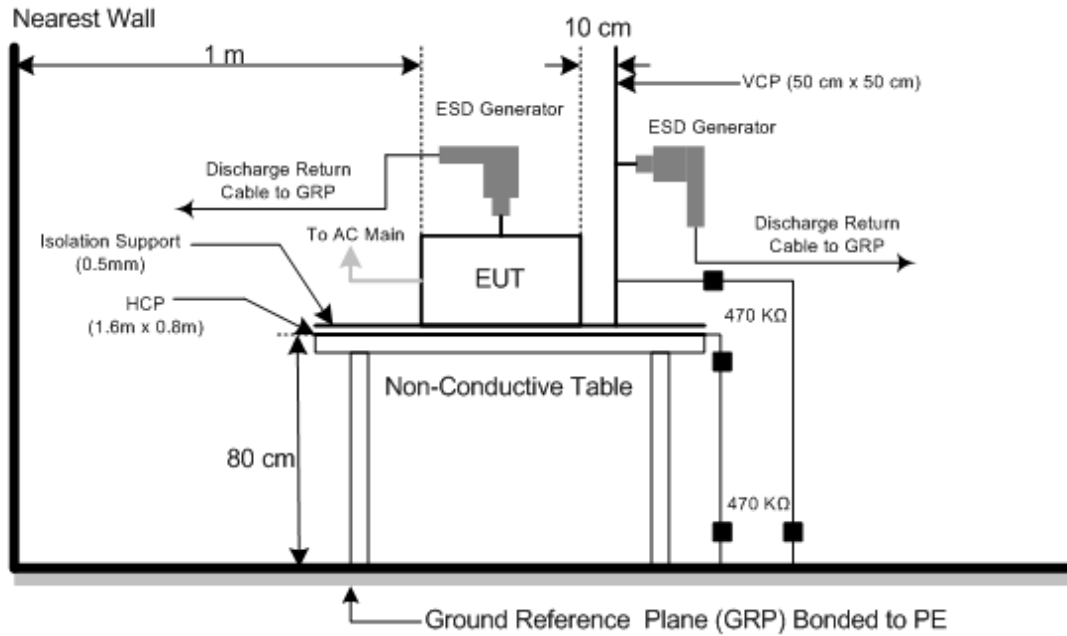 Nearest Wall
10 cm
1 m
VCP (50 cm x 50 cm)
ESD Generator
ESD Generator
Discharge Return
Cable to GRP
Discharge Return
Cable to GRP
To AC Main
Isolation Support
(0.5mm)
EUT
HCP
(1.6m x 0.8m)
470 KΩ
Non-Conductive Table
80 cm
470 KΩ
Ground Reference Plane (GRP) Bonded to PE